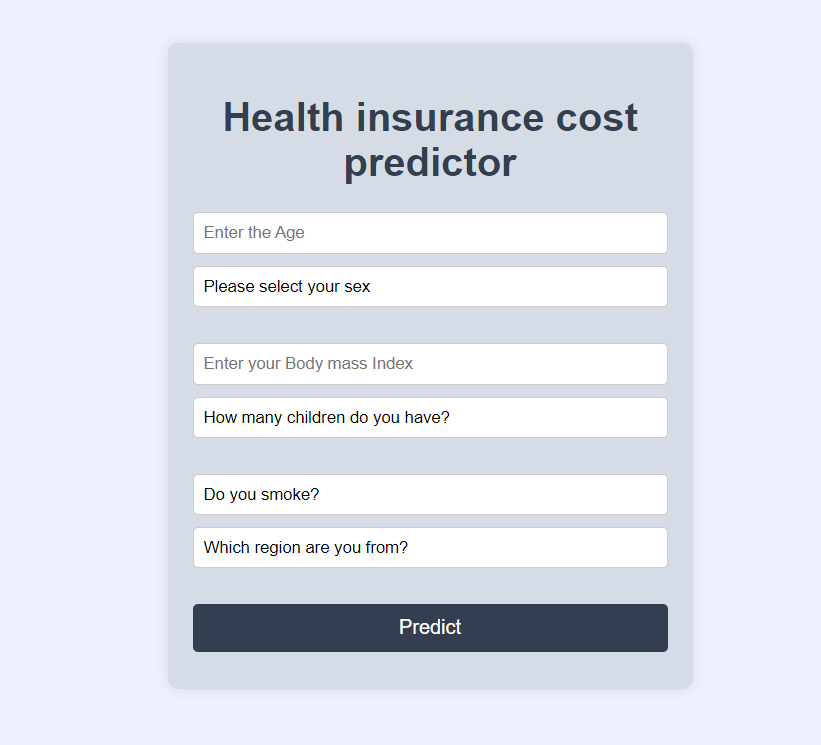 Health insurance cost
predictor
Enter the Age
Please select your sex
Enter your Body mass Index
How many children do you have?
Do you smoke?
Which region are you from?
Predict